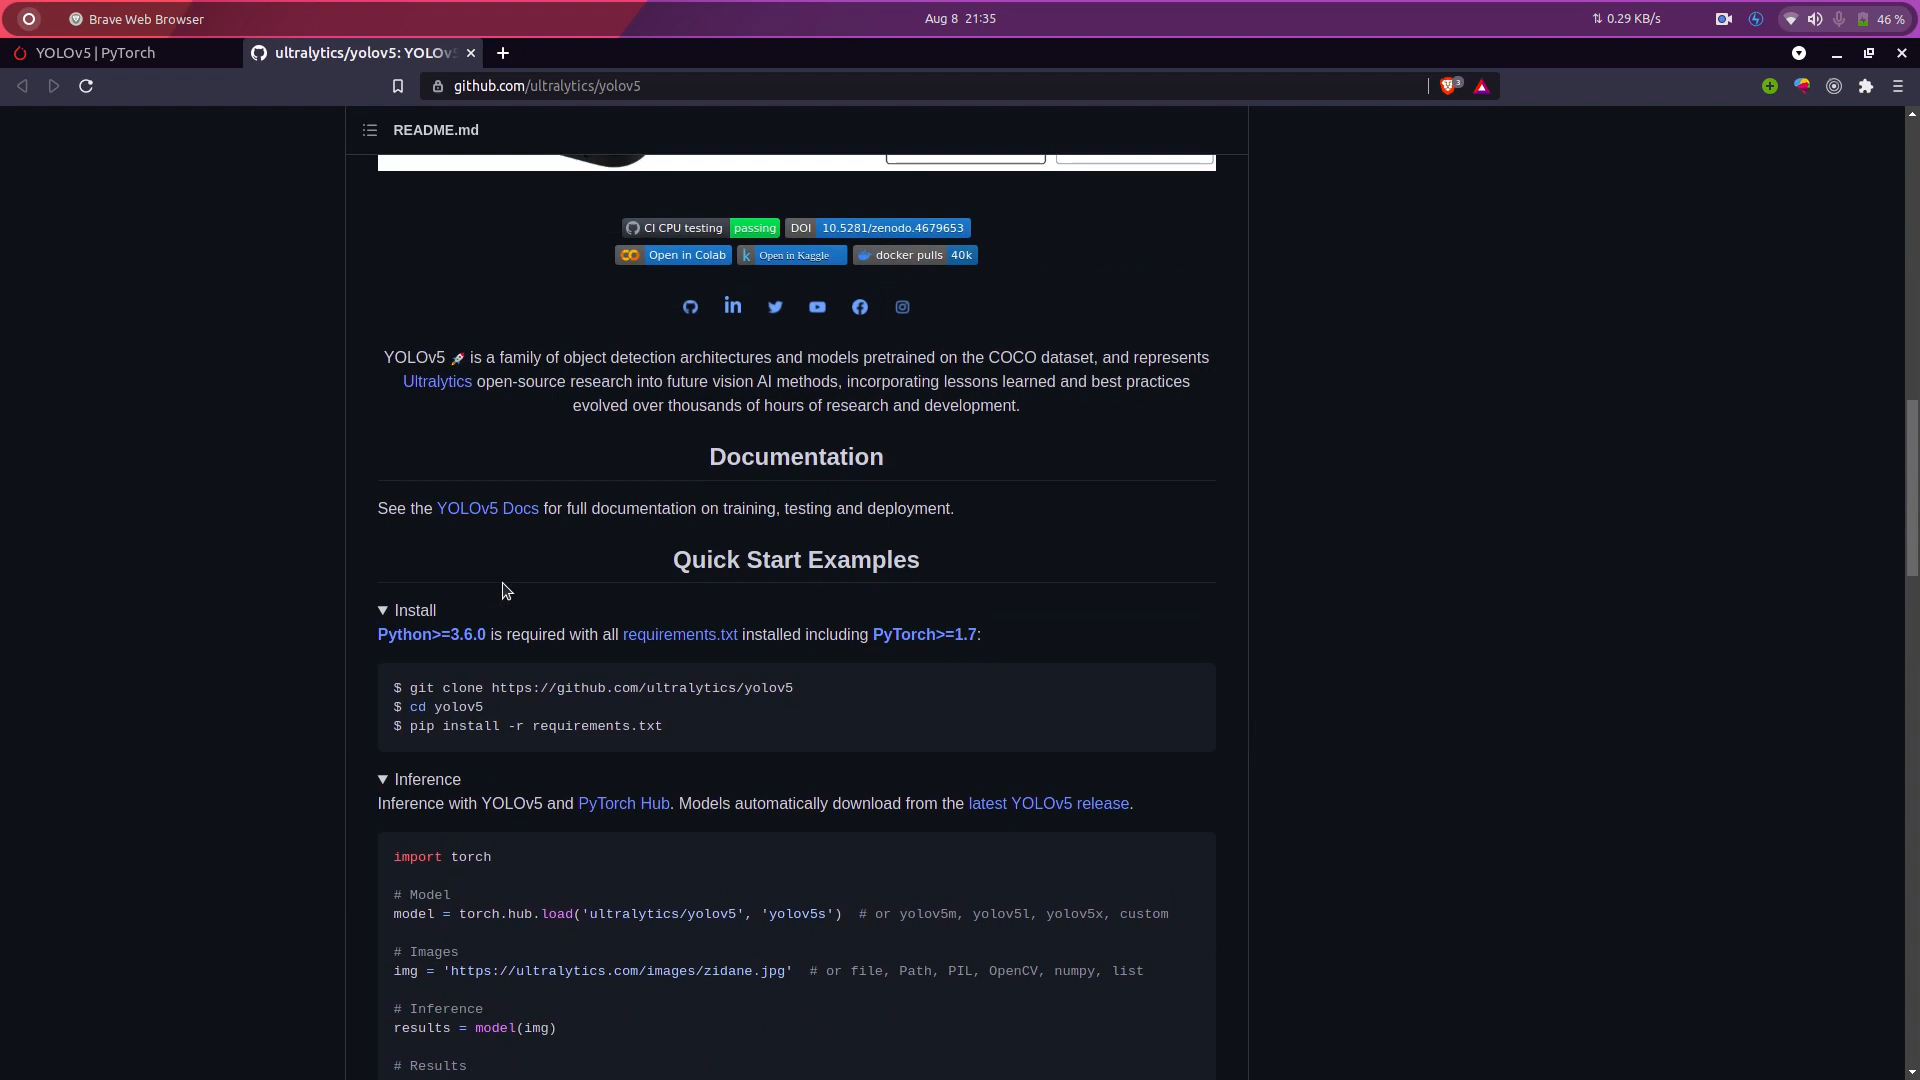 Brave Web Browser
Aug 8 21:35
0.29 KB/s
46 %
YOLOv5 | PyTorch
ultralytics/yolov5: YOLOv5
github.com/ultralytics/yolov5
3
README.md
CI CPU testing passing
DOI 10.5281/zenodo.4679653
Open in Colab
k Open in Kaggle
docker pulls 40k
in
YOLOv5 🚀 is a family of object detection architectures and models pretrained on the COCO dataset, and represents
Ultralytics open-source research into future vision AI methods, incorporating lessons learned and best practices
evolved over thousands of hours of research and development.
Documentation
See the YOLOv5 Docs for full documentation on training, testing and deployment.
Quick Start Examples
▼ Install
Python>=3.6.0 is required with all requirements.txt installed including PyTorch>=1.7:
$ git clone https://github.com/ultralytics/yolov5
$ cd yolov5
$ pip install -r requirements.txt
▼ Inference
Inference with YOLOv5 and PyTorch Hub. Models automatically download from the latest YOLOv5 release.
import torch
# Model
model = torch.hub.load('ultralytics/yolov5', 'yolov5s')  # or yolov5m, yolov5l, yolov5x, custom
# Images
img = 'https://ultralytics.com/images/zidane.jpg'  # or file, Path, PIL, OpenCV, numpy, list
# Inference
results = model(img)
# Results